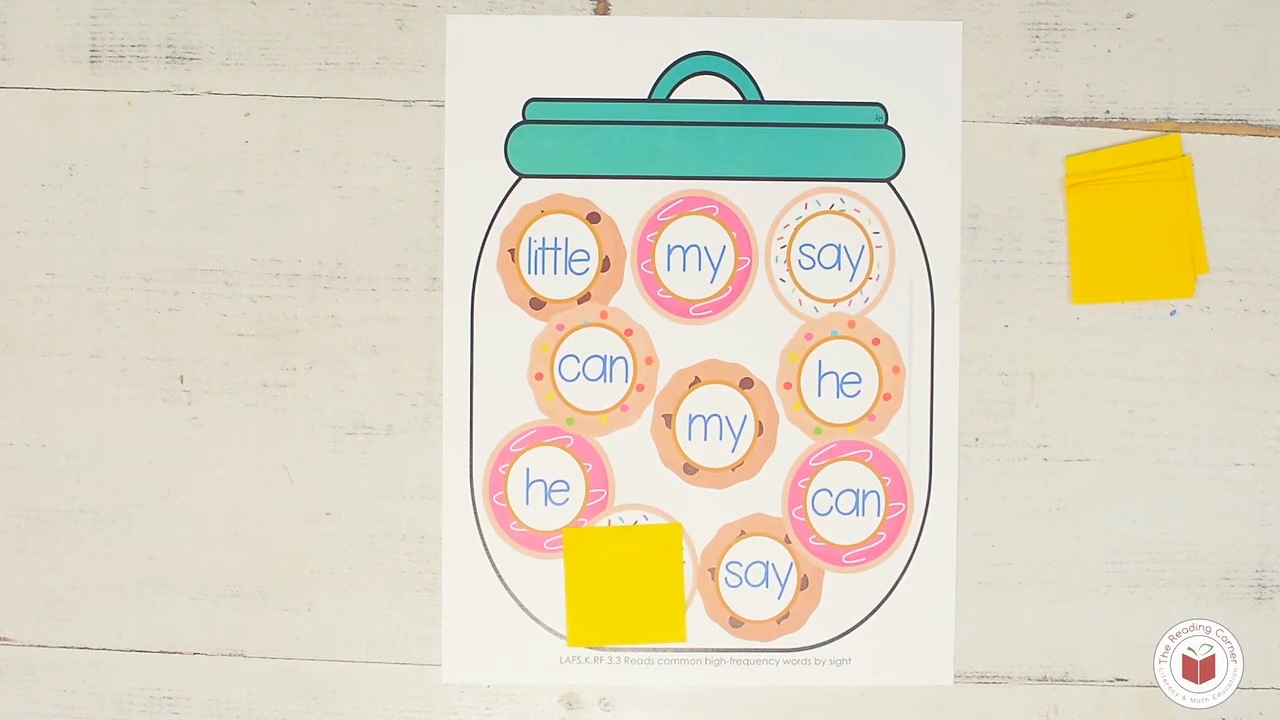 AH
little my say
can he
my
he can
say
LAFS.K.RF.3.3 Reads common high-frequency words by sight
The Reading Corner
Literacy & Math Education